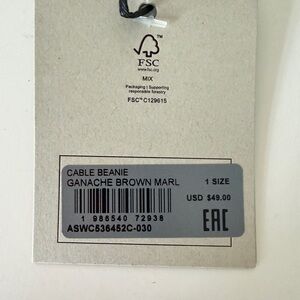 FSC
www.fsc.org
MIX
Packaging | Supporting
responsible forestry
FSC™ C129615
CABLE BEANIE
GANACHE BROWN MARL
1 SIZE
USD $49.00
1 986540 72938
EAC
ASWC536452C-030